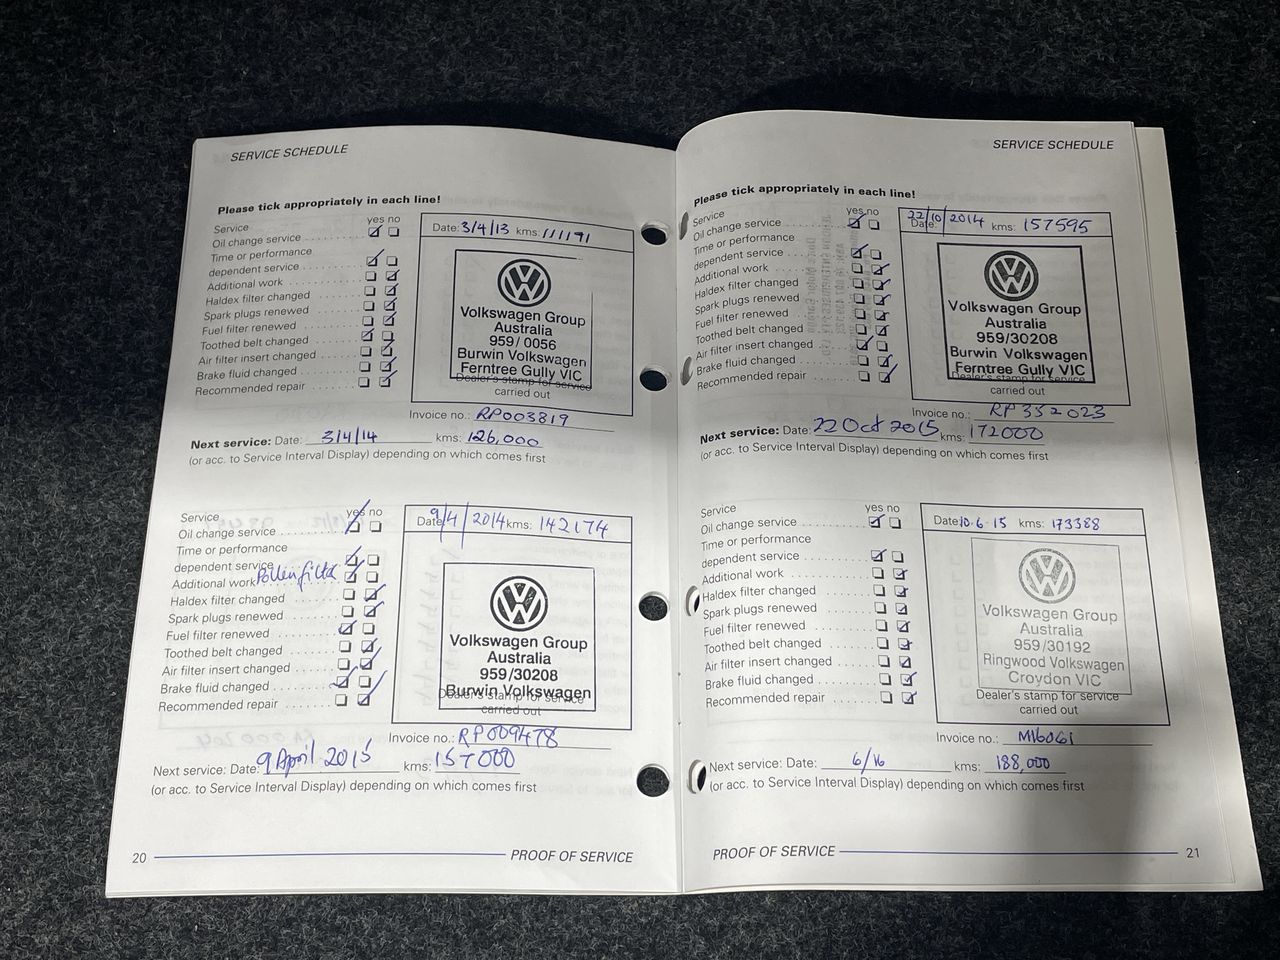 SERVICE SCHEDULE
Please tick appropriately in each line!
Service yes no
Oil change service
Time or performance
dependent service
Additional work
Haldex filter changed
Spark plugs renewed
Fuel filter renewed
Toothed belt changed
Air filter insert changed
Brake fluid changed
Recommended repair
Date: 3/4/13 kms: 111191
Volkswagen Group
Australia
959/ 0056
Burwin Volkswagen
Ferntree Gully VIC
Dealer's stamp for service
carried out
Invoice no.: RP003819
Next service: Date: 3/4/14 kms: 126,000
(or acc. to Service Interval Display) depending on which comes first
Service yes no
Oil change service
Time or performance
dependent service
Additional work Pollen filter
Haldex filter changed
Spark plugs renewed
Fuel filter renewed
Toothed belt changed
Air filter insert changed
Brake fluid changed
Recommended repair
Date: 9/4/2014 kms: 142174
Volkswagen Group
Australia
959/30208
Burwin Volkswagen
Dealer's stamp for service
carried out
Invoice no.: RP009478
Next service: Date: 9 April 2015 kms: 157000
(or acc. to Service Interval Display) depending on which comes first
20 PROOF OF SERVICE
SERVICE SCHEDULE
Please tick appropriately in each line!
Service yes no
Oil change service
Time or performance
dependent service
Additional work
Haldex filter changed
Spark plugs renewed
Fuel filter renewed
Toothed belt changed
Air filter insert changed
Brake fluid changed
Recommended repair
Date: 22/10/2014 kms: 157595
Volkswagen Group
Australia
959/30208
Burwin Volkswagen
Ferntree Gully VIC
Dealer's stamp for service
carried out
Invoice no.: RP 352023
Next service: Date: 22 Oct 2015 kms: 172000
(or acc. to Service Interval Display) depending on which comes first
Service yes no
Oil change service
Time or performance
dependent service
Additional work
Haldex filter changed
Spark plugs renewed
Fuel filter renewed
Toothed belt changed
Air filter insert changed
Brake fluid changed
Recommended repair
Date: 10.6.15 kms: 173388
Volkswagen Group
Australia
959/30192
Ringwood Volkswagen
Croydon VIC
Dealer's stamp for service
carried out
Invoice no.: M16061
Next service: Date: 6/16 kms: 188,000
(or acc. to Service Interval Display) depending on which comes first
PROOF OF SERVICE 21